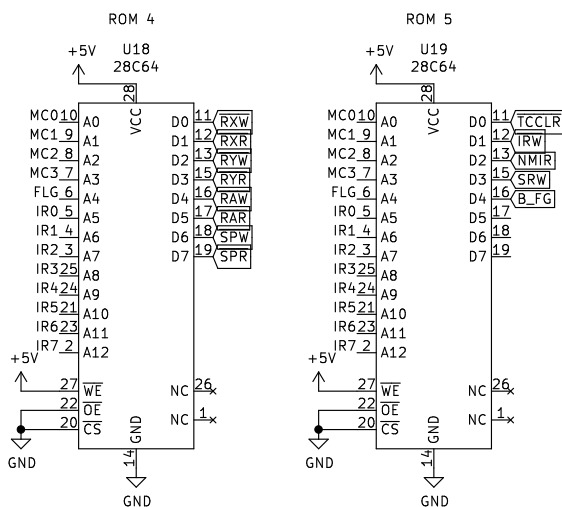 ROM 4
U18
28C64
+5V
28
VCC
MC0 10 A0
MC1 9 A1
MC2 8 A2
MC3 7 A3
FLG 6 A4
IR0 5 A5
IR1 4 A6
IR2 3 A7
IR3 25 A8
IR4 24 A9
IR5 21 A10
IR6 23 A11
IR7 2 A12
D0 11 RXW
D1 12 RXR
D2 13 RYW
D3 15 RYR
D4 16 RAW
D5 17 RAR
D6 18 SPW
D7 19 SPR
+5V
27 WE
22 OE
20 CS
NC 26
NC 1
GND
14
GND
GND
ROM 5
U19
28C64
+5V
28
VCC
MC0 10 A0
MC1 9 A1
MC2 8 A2
MC3 7 A3
FLG 6 A4
IR0 5 A5
IR1 4 A6
IR2 3 A7
IR3 25 A8
IR4 24 A9
IR5 21 A10
IR6 23 A11
IR7 2 A12
D0 11 TCCLR
D1 12 IRW
D2 13 NMIR
D3 15 SRW
D4 16 B_FG
D5 17
D6 18
D7 19
+5V
27 WE
22 OE
20 CS
NC 26
NC 1
GND
14
GND
GND